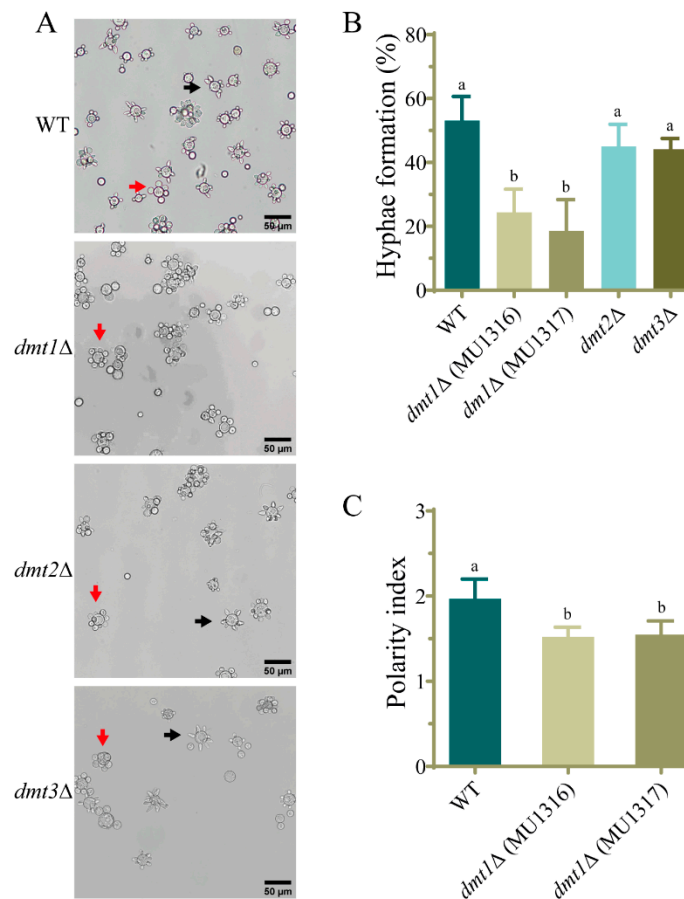 A
WT
50 µm
dmt1Δ
50 µm
dmt2Δ
50 µm
dmt3Δ
50 µm
B
Hyphae formation (%)
80
60
40
20
0
a
b
b
a
a
WT
dmt1Δ (MU1316)
dm1Δ (MU1317)
dmt2Δ
dmt3Δ
C
Polarity index
3
2
1
0
a
b
b
WT
dmt1Δ (MU1316)
dmt1Δ (MU1317)